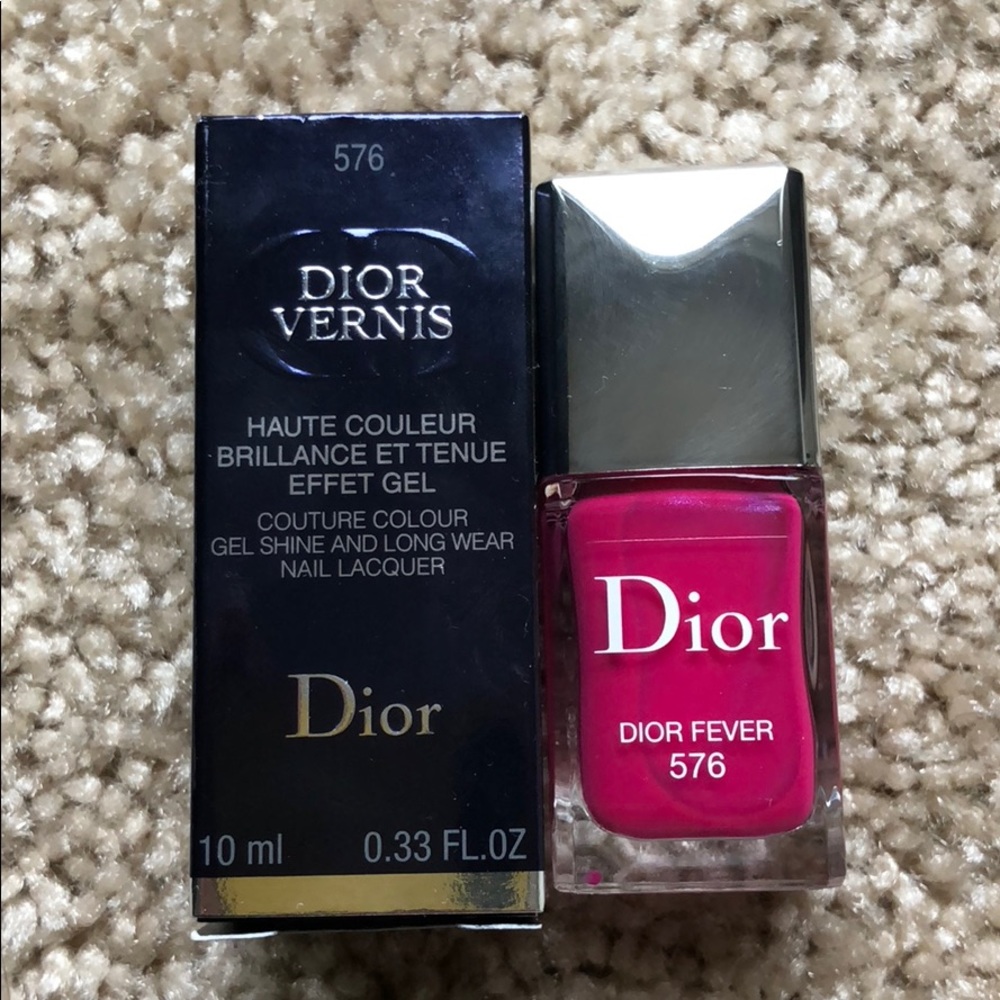 576
DIOR
VERNIS
HAUTE COULEUR
BRILLANCE ET TENUE
EFFET GEL
COUTURE COLOUR
GEL SHINE AND LONG WEAR
NAIL LACQUER
Dior
10 ml 0.33 FL.OZ
Dior
DIOR FEVER
576